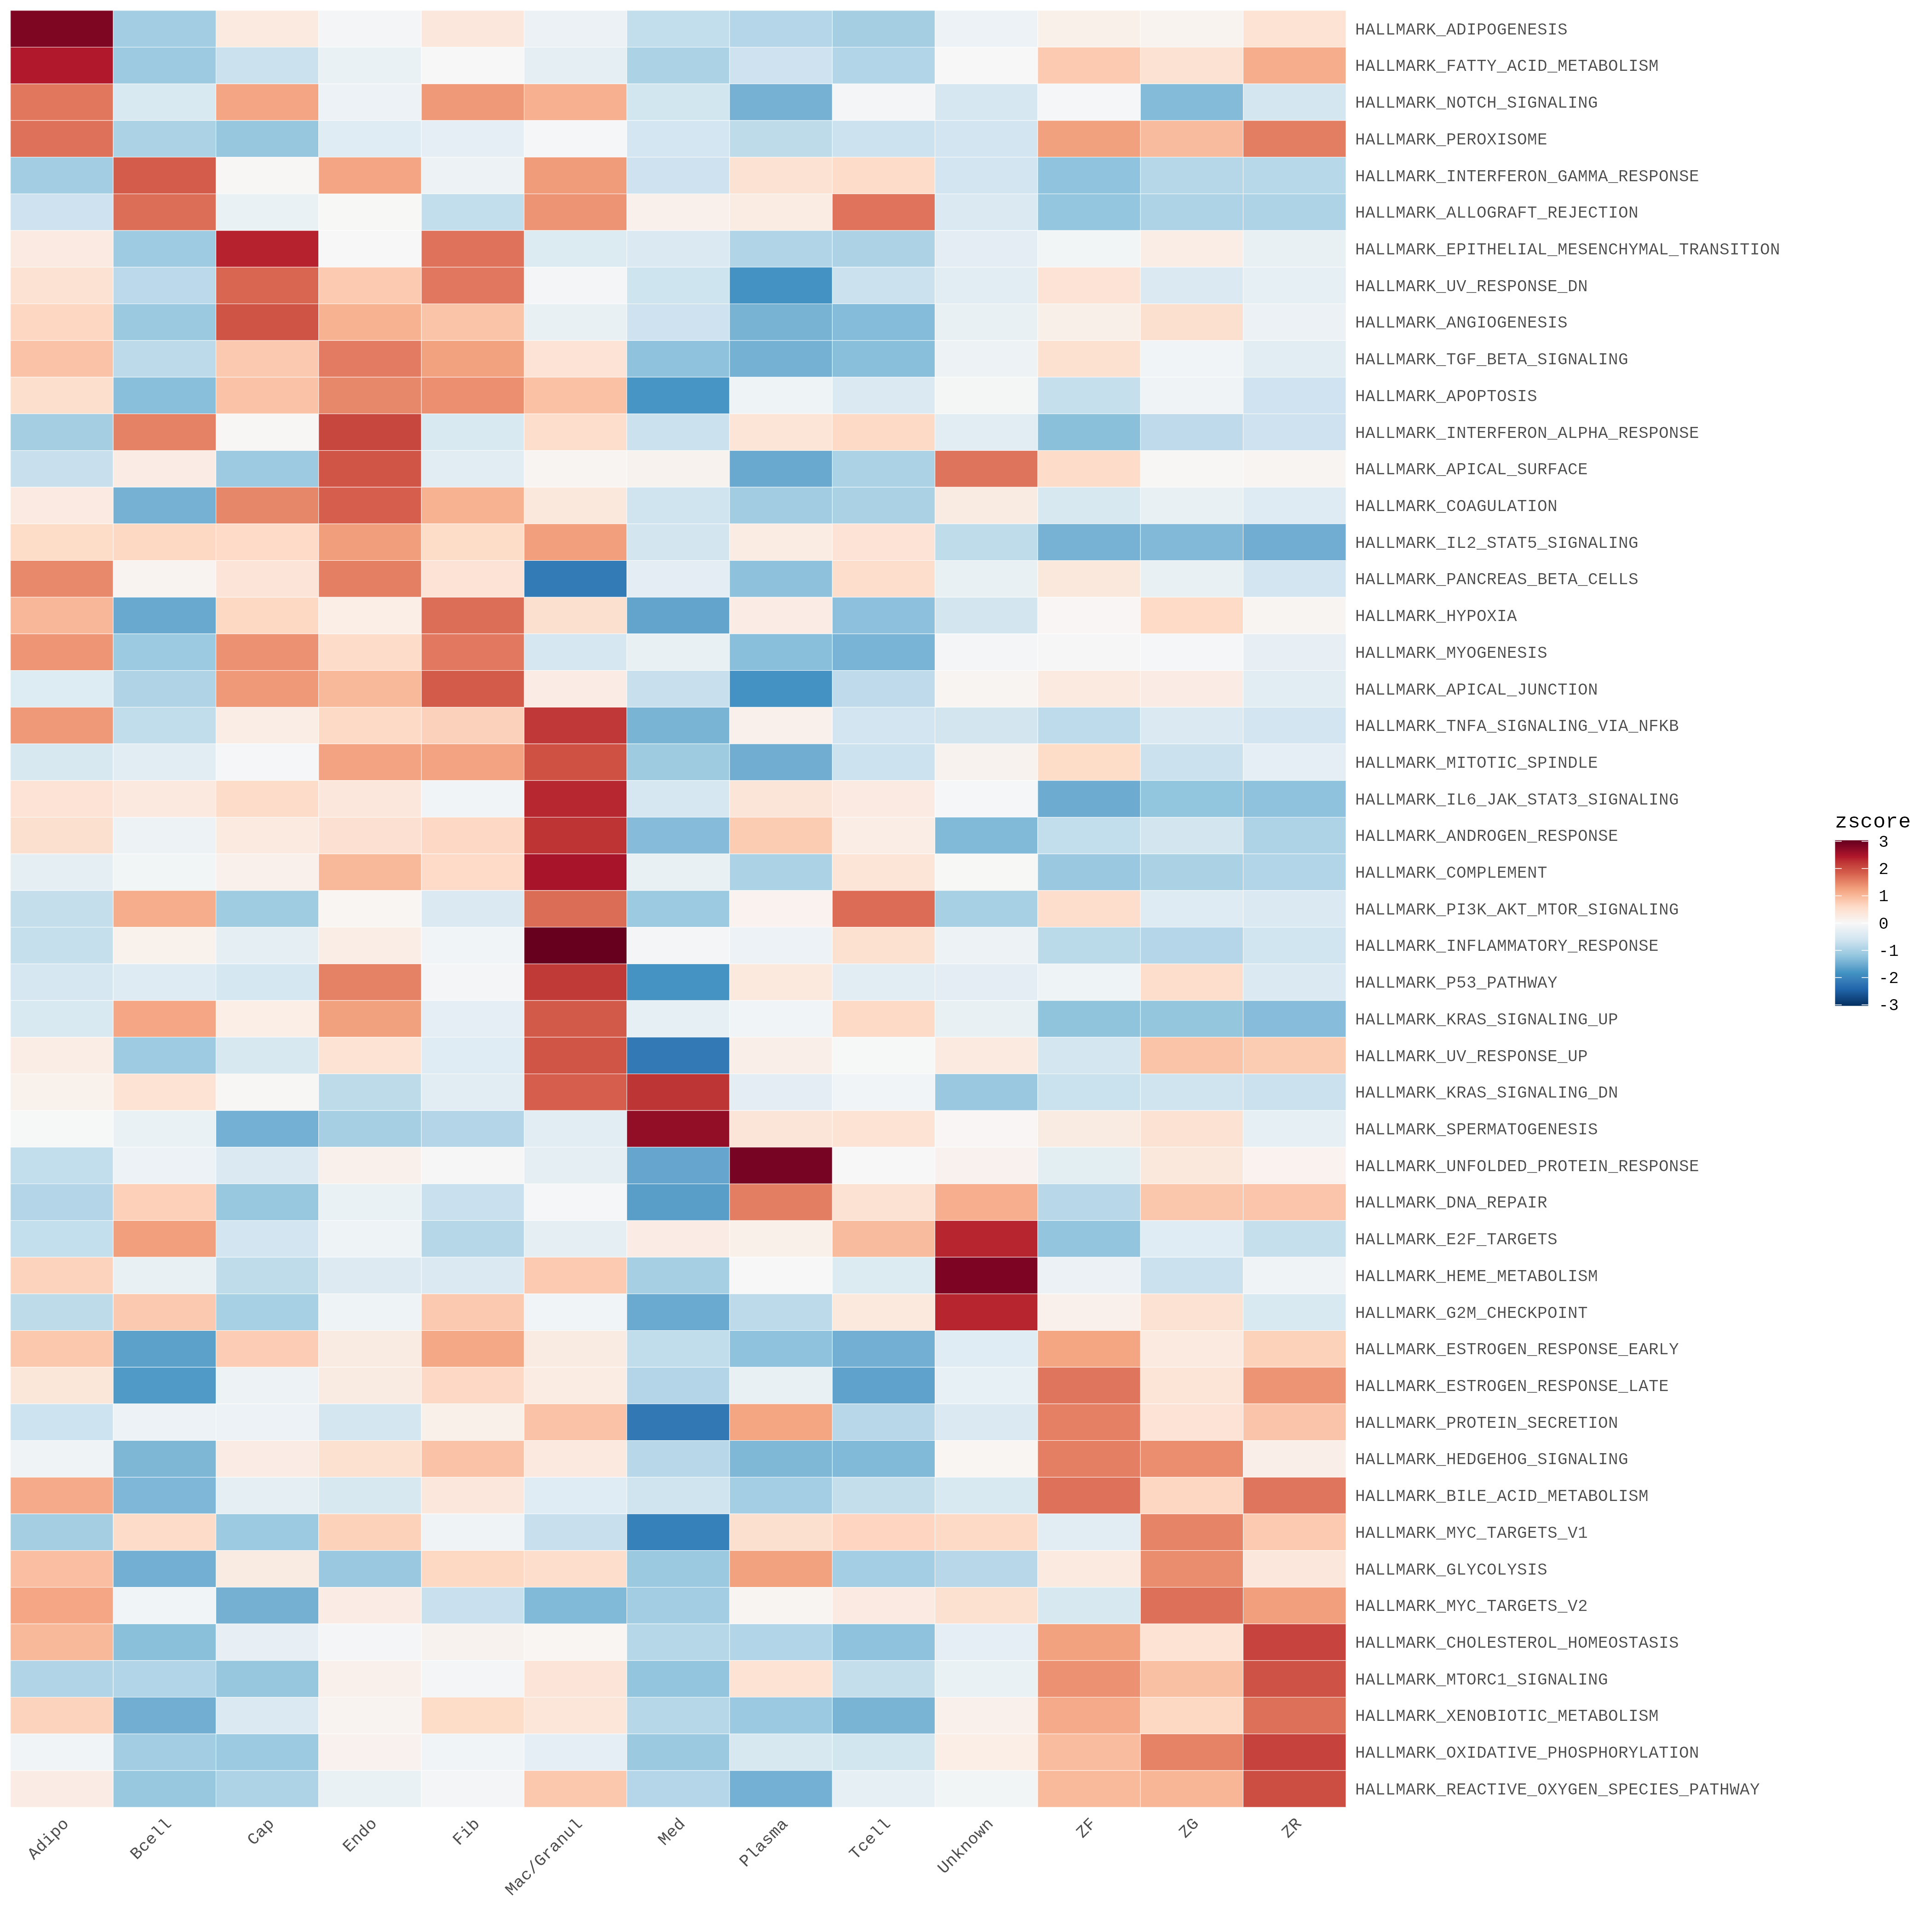 HALLMARK_ADIPOGENESIS
HALLMARK_FATTY_ACID_METABOLISM
HALLMARK_NOTCH_SIGNALING
HALLMARK_PEROXISOME
HALLMARK_INTERFERON_GAMMA_RESPONSE
HALLMARK_ALLOGRAFT_REJECTION
HALLMARK_EPITHELIAL_MESENCHYMAL_TRANSITION
HALLMARK_UV_RESPONSE_DN
HALLMARK_ANGIOGENESIS
HALLMARK_TGF_BETA_SIGNALING
HALLMARK_APOPTOSIS
HALLMARK_INTERFERON_ALPHA_RESPONSE
HALLMARK_APICAL_SURFACE
HALLMARK_COAGULATION
HALLMARK_IL2_STAT5_SIGNALING
HALLMARK_PANCREAS_BETA_CELLS
HALLMARK_HYPOXIA
HALLMARK_MYOGENESIS
HALLMARK_APICAL_JUNCTION
HALLMARK_TNFA_SIGNALING_VIA_NFKB
HALLMARK_MITOTIC_SPINDLE
HALLMARK_IL6_JAK_STAT3_SIGNALING
HALLMARK_ANDROGEN_RESPONSE
HALLMARK_COMPLEMENT
HALLMARK_PI3K_AKT_MTOR_SIGNALING
HALLMARK_INFLAMMATORY_RESPONSE
HALLMARK_P53_PATHWAY
HALLMARK_KRAS_SIGNALING_UP
HALLMARK_UV_RESPONSE_UP
HALLMARK_KRAS_SIGNALING_DN
HALLMARK_SPERMATOGENESIS
HALLMARK_UNFOLDED_PROTEIN_RESPONSE
HALLMARK_DNA_REPAIR
HALLMARK_E2F_TARGETS
HALLMARK_HEME_METABOLISM
HALLMARK_G2M_CHECKPOINT
HALLMARK_ESTROGEN_RESPONSE_EARLY
HALLMARK_ESTROGEN_RESPONSE_LATE
HALLMARK_PROTEIN_SECRETION
HALLMARK_HEDGEHOG_SIGNALING
HALLMARK_BILE_ACID_METABOLISM
HALLMARK_MYC_TARGETS_V1
HALLMARK_GLYCOLYSIS
HALLMARK_MYC_TARGETS_V2
HALLMARK_CHOLESTEROL_HOMEOSTASIS
HALLMARK_MTORC1_SIGNALING
HALLMARK_XENOBIOTIC_METABOLISM
HALLMARK_OXIDATIVE_PHOSPHORYLATION
HALLMARK_REACTIVE_OXYGEN_SPECIES_PATHWAY
Adipo
Bcell
Cap
Endo
Fib
Mac/Granul
Med
Plasma
Tcell
Unknown
ZF
ZG
ZR
zscore
3
2
1
0
-1
-2
-3